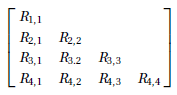 R1,1
R2,1 R2,2
R3,1 R3.2 R3,3
R4,1 R4,2 R4,3 R4,4